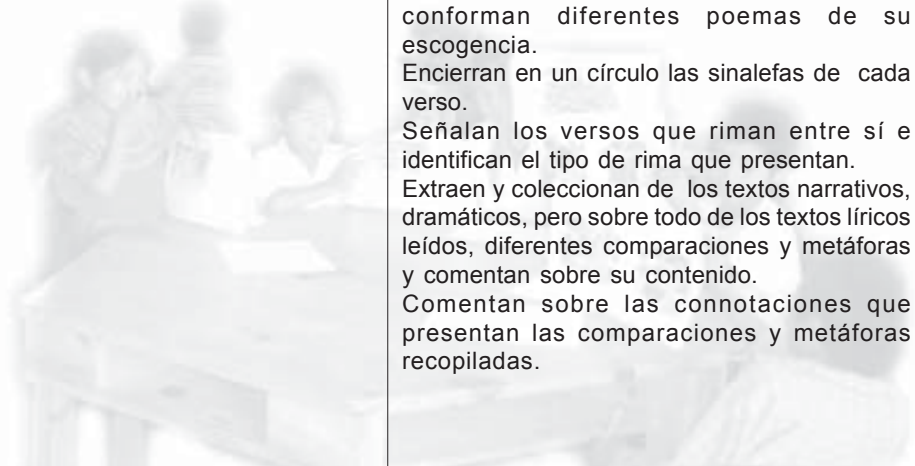 conforman diferentes poemas de su
escogencia.
Encierran en un círculo las sinalefas de cada
verso.
Señalan los versos que riman entre sí e
identifican el tipo de rima que presentan.
Extraen y coleccionan de los textos narrativos,
dramáticos, pero sobre todo de los textos líricos
leídos, diferentes comparaciones y metáforas
y comentan sobre su contenido.
Comentan sobre las connotaciones que
presentan las comparaciones y metáforas
recopiladas.